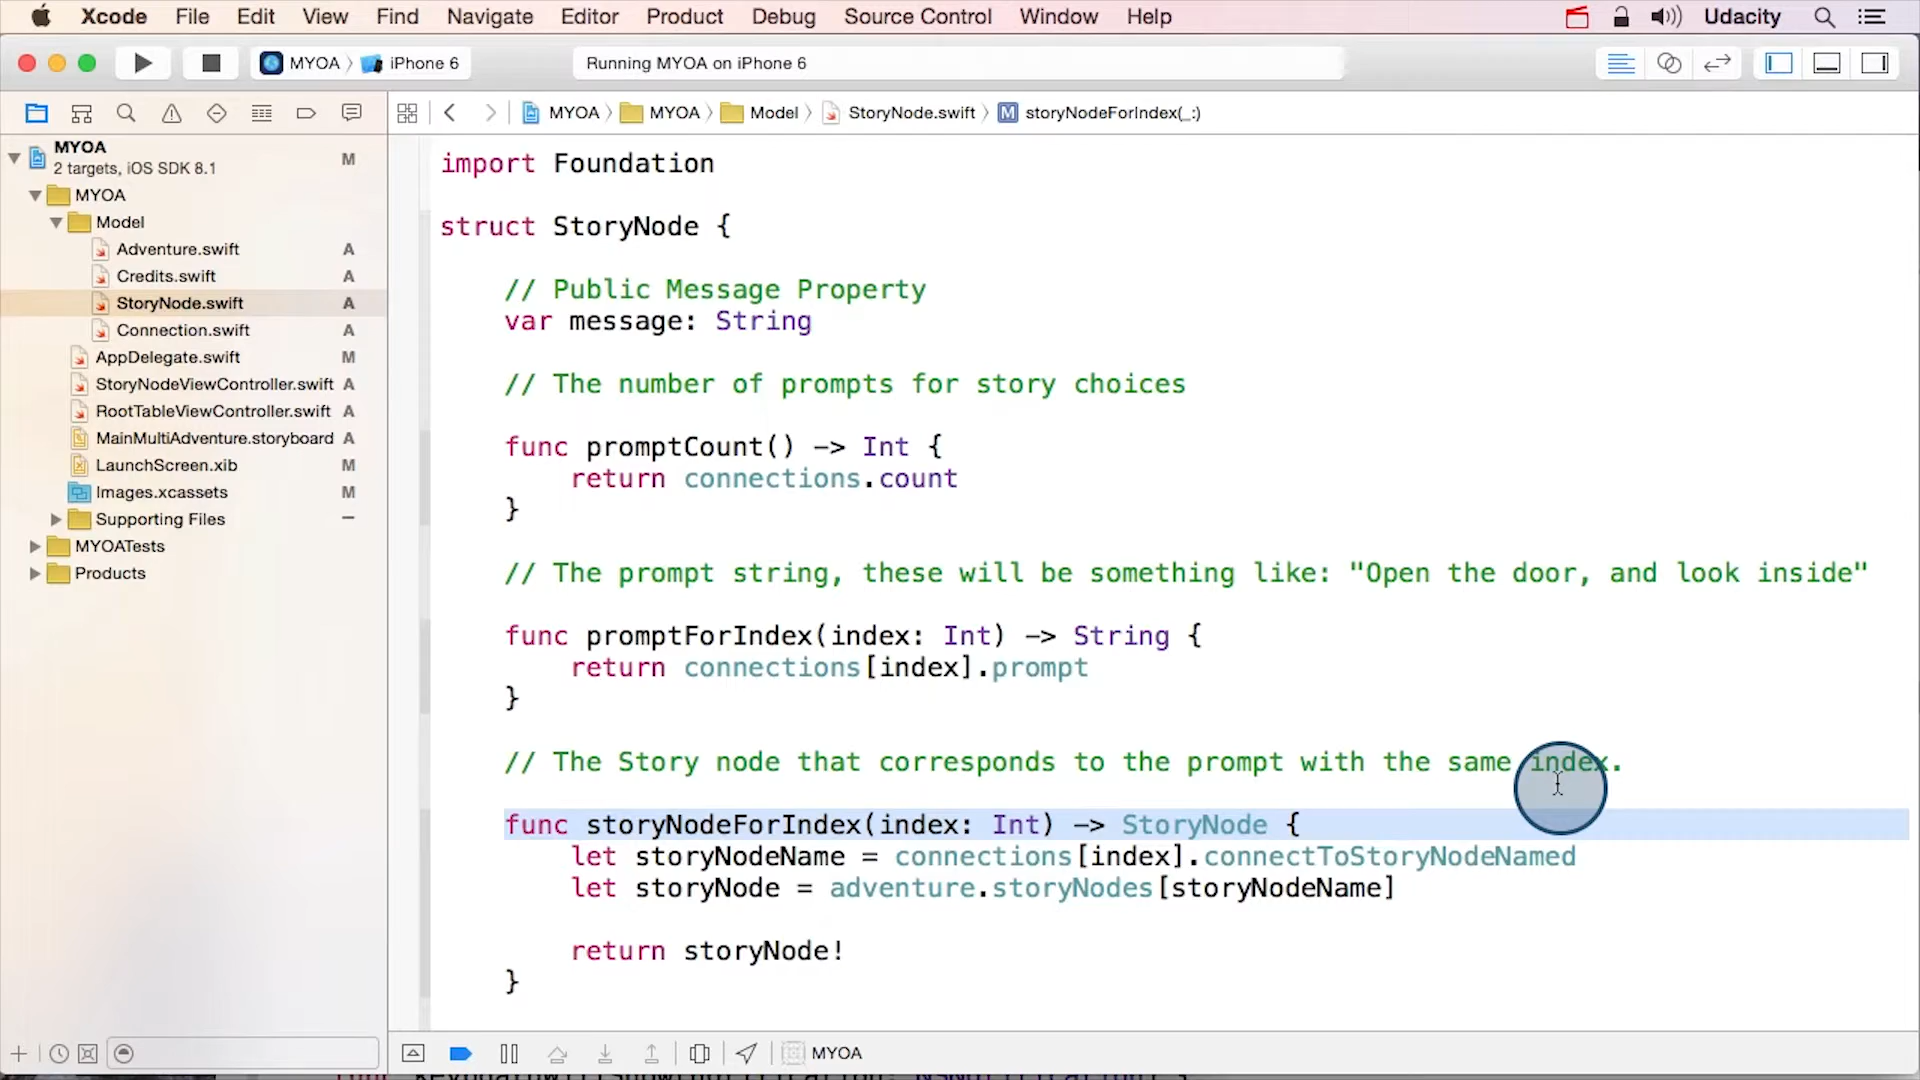 Xcode File Edit View Find Navigate Editor Product Debug Source Control Window Help Udacity
MYOA iPhone 6 Running MYOA on iPhone 6
MYOA MYOA Model StoryNode.swift M storyNodeForIndex(_:)
MYOA
2 targets, iOS SDK 8.1 M
MYOA
Model
Adventure.swift A
Credits.swift A
StoryNode.swift A
Connection.swift A
AppDelegate.swift M
StoryNodeViewController.swift A
RootTableViewController.swift A
MainMultiAdventure.storyboard A
LaunchScreen.xib M
Images.xcassets M
Supporting Files –
MYOATests
Products
import Foundation
struct StoryNode {
// Public Message Property
var message: String
// The number of prompts for story choices
func promptCount() -> Int {
return connections.count
}
// The prompt string, these will be something like: "Open the door, and look inside"
func promptForIndex(index: Int) -> String {
return connections[index].prompt
}
// The Story node that corresponds to the prompt with the same index.
func storyNodeForIndex(index: Int) -> StoryNode {
let storyNodeName = connections[index].connectToStoryNodeNamed
let storyNode = adventure.storyNodes[storyNodeName]
return storyNode!
}
MYOA